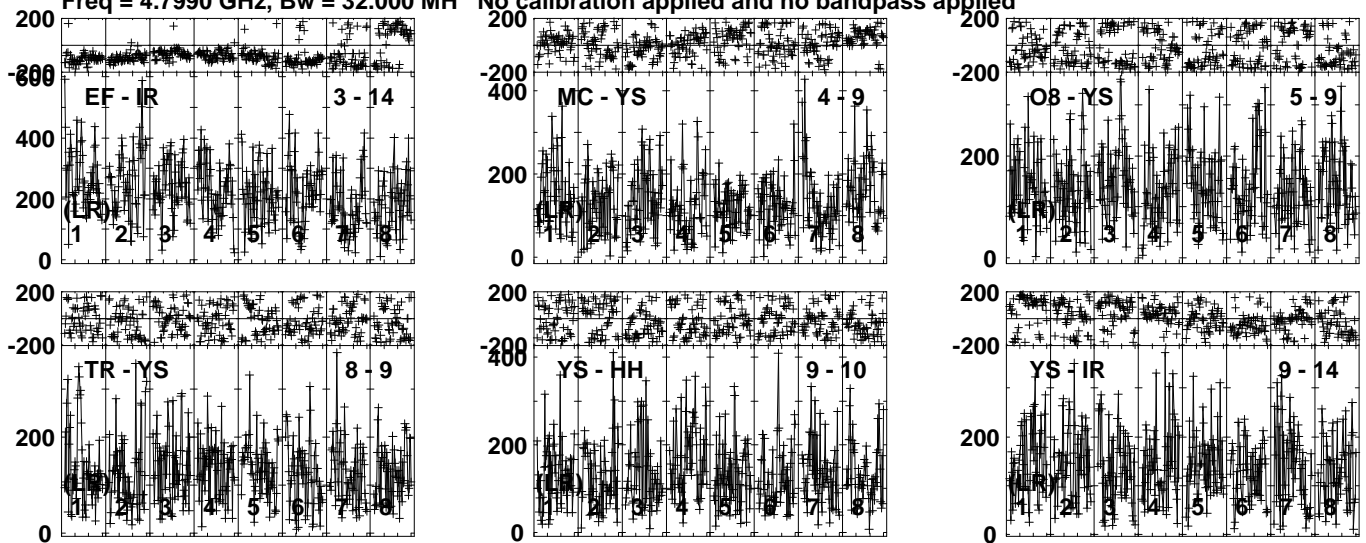 Freq = 4.7990 GHz, Bw = 32.000 MH No calibration applied and no bandpass applied
200
-200
600
EF - IR 3 - 14
400
200
(LR)
1 2 3 4 5 6 7 8
0
200
-200
400
MC - YS 4 - 9
200
(LR)
1 2 3 4 5 6 7 8
0
200
-200
O8 - YS 5 - 9
200
(LR)
1 2 3 4 5 6 7 8
0
200
-200
TR - YS 8 - 9
200
(LR)
1 2 3 4 5 6 7 8
0
200
-200
400
YS - HH 9 - 10
200
(LR)
1 2 3 4 5 6 7 8
0
200
-200
YS - IR 9 - 14
200
(LR)
1 2 3 4 5 6 7 8
0